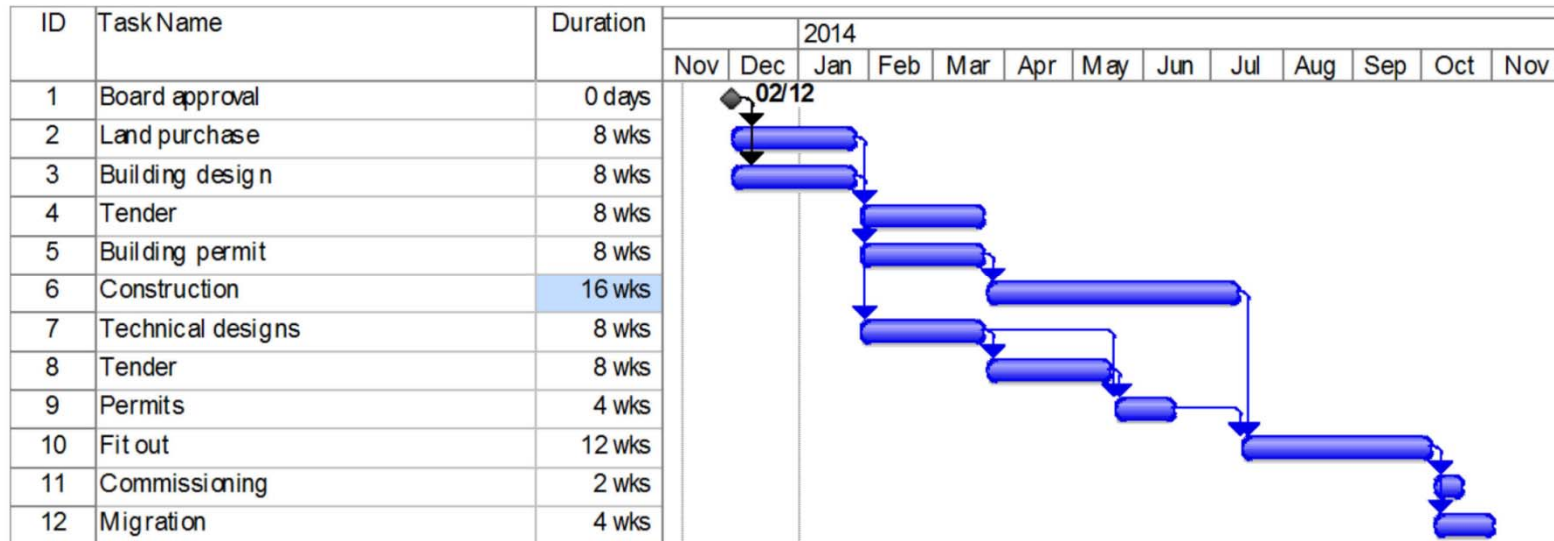 ID Task Name Duration
2014
Nov Dec Jan Feb Mar Apr May Jun Jul Aug Sep Oct Nov
1 Board approval 0 days 02/12
2 Land purchase 8 wks
3 Building design 8 wks
4 Tender 8 wks
5 Building permit 8 wks
6 Construction 16 wks
7 Technical designs 8 wks
8 Tender 8 wks
9 Permits 4 wks
10 Fit out 12 wks
11 Commissioning 2 wks
12 Migration 4 wks